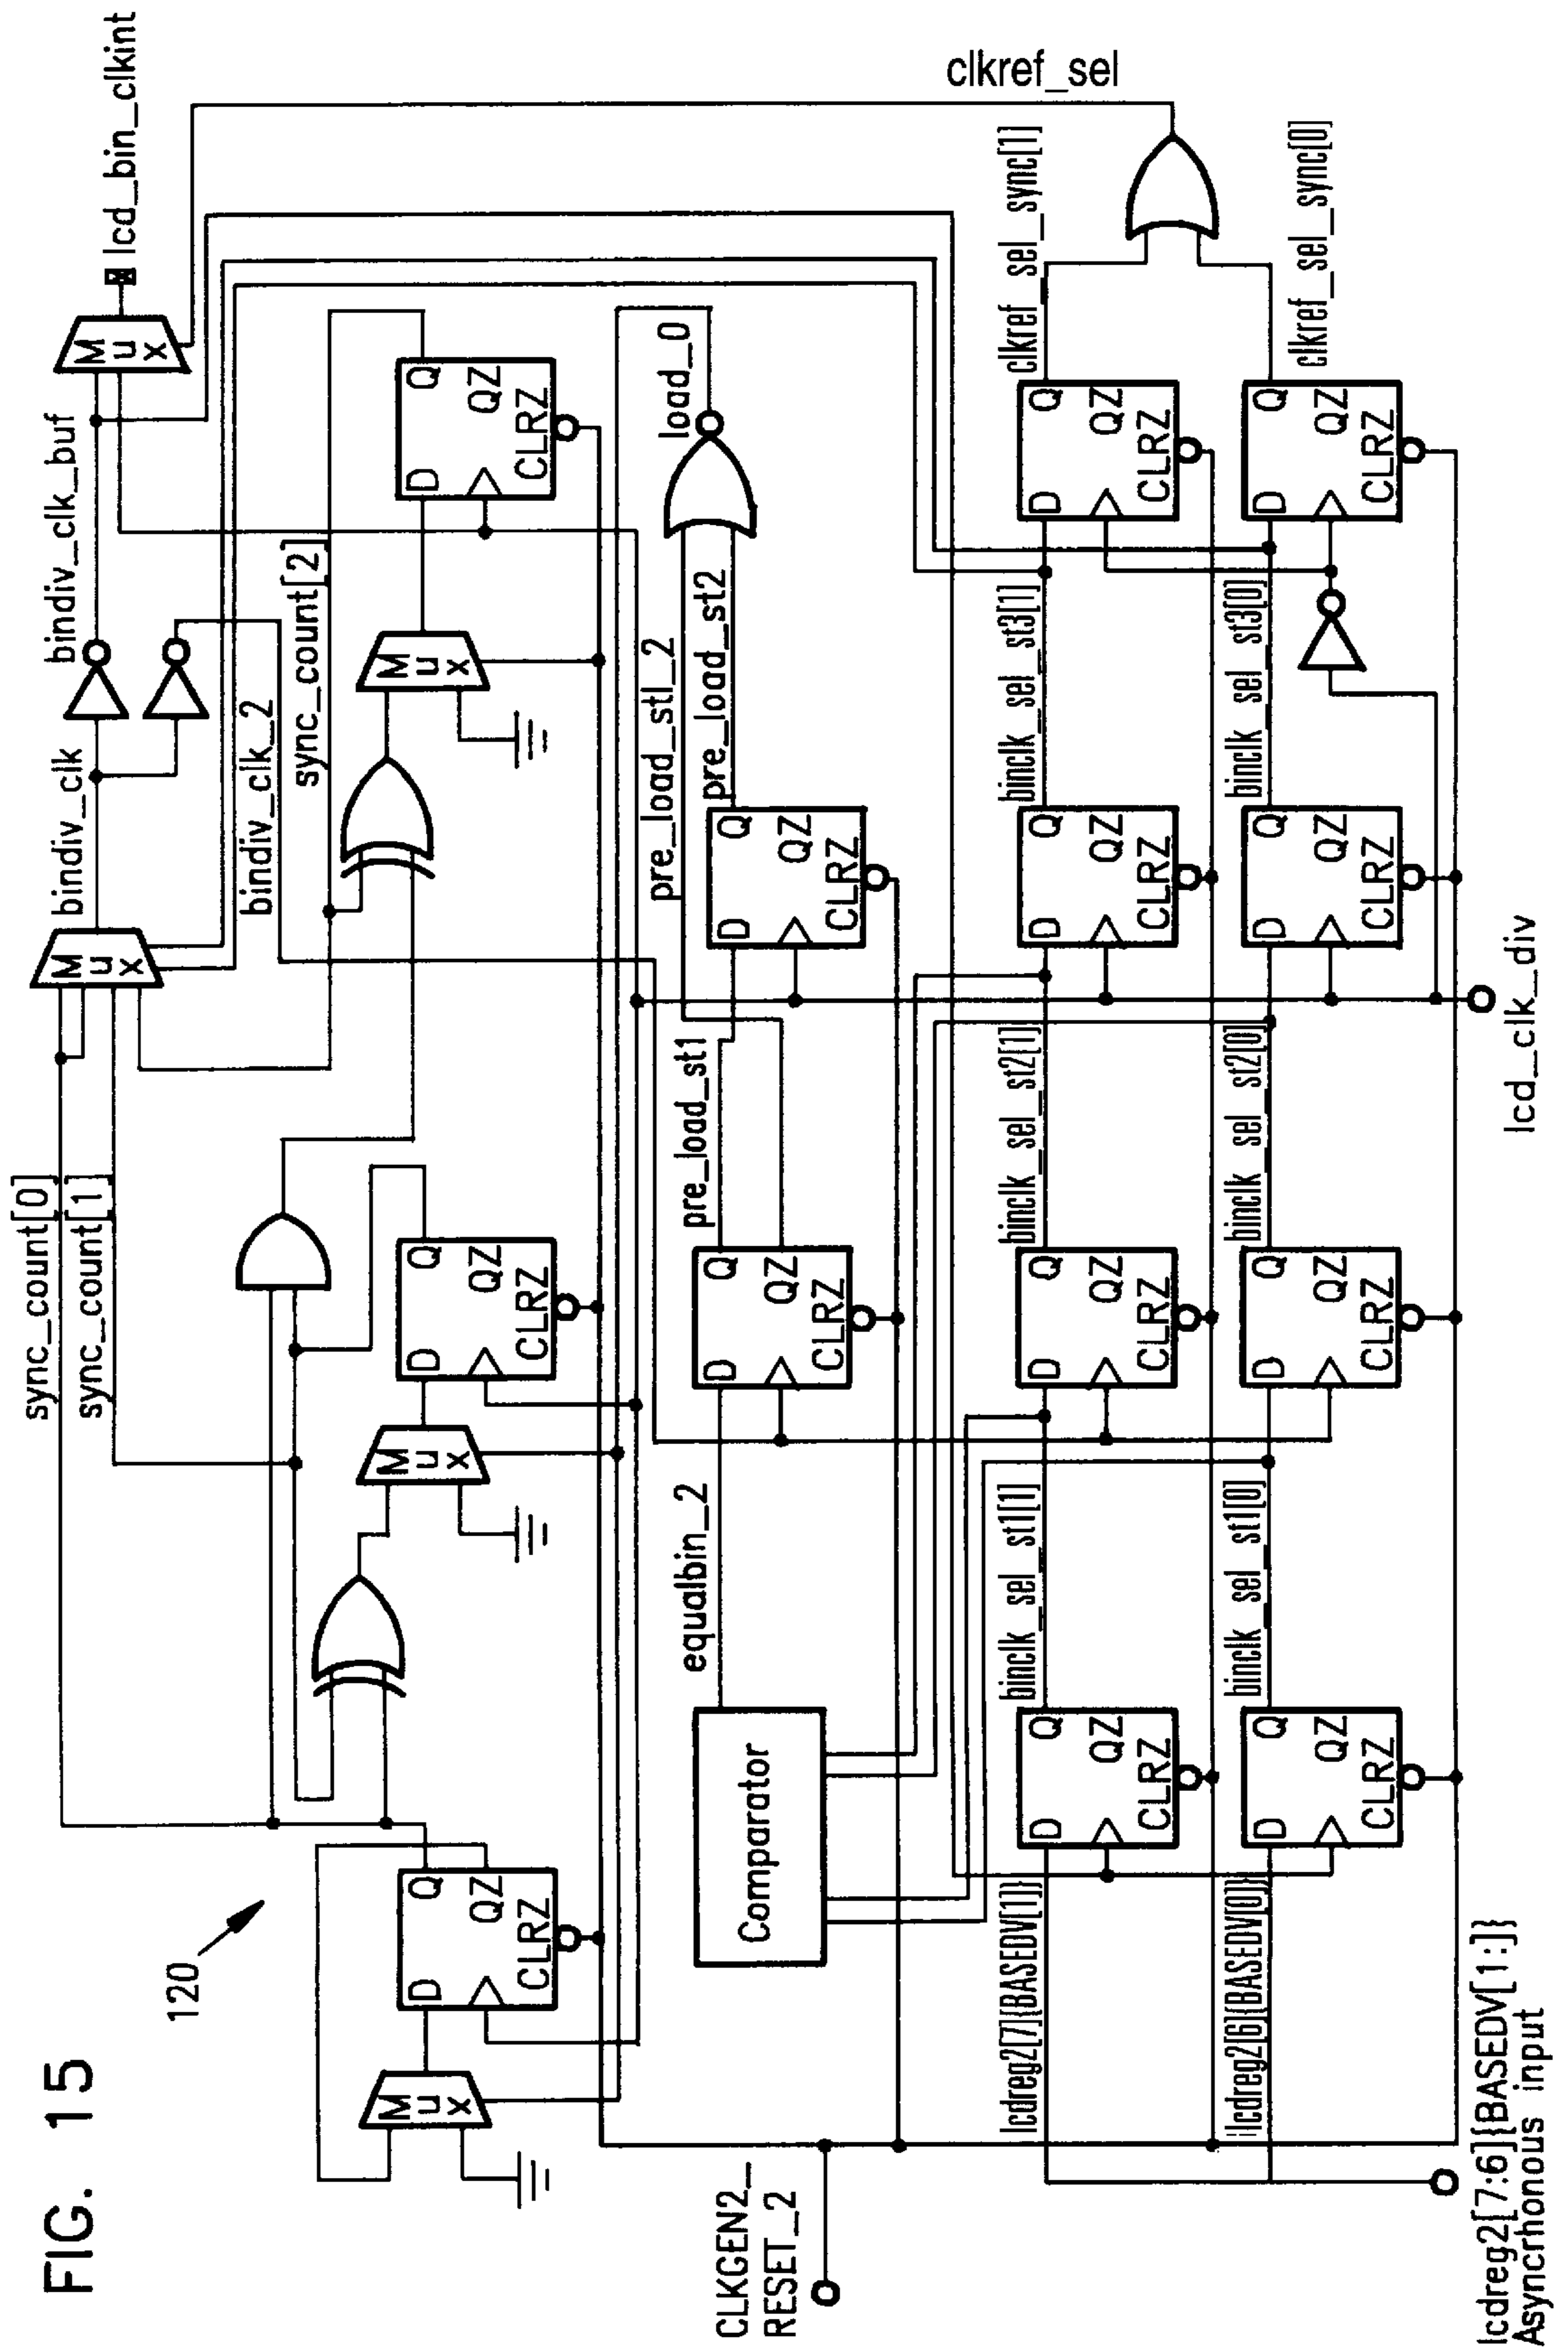 FIG. 15
120
sync_count[0]
sync_count[1]
bindiv_clk
bindiv_clk_buf
lcd_bin_clkint
bindiv_clk_2
sync_count[2]
Mux
Mux
D
Q
QZ
CLRZ
Mux
D
Q
QZ
CLRZ
Mux
D
Q
QZ
CLRZ
Mux
CLKGEN2_
RESET_2
Comparator
equalbin_2
D
Q
QZ
CLRZ
pre_load_st1
pre_load_stl_2
D
Q
QZ
CLRZ
pre_load_st2
load_0
clkref_sel
lcdreg2[7]{BASEDV[1]}
D
Q
QZ
CLRZ
binclk_sel_st1[1]
D
Q
QZ
CLRZ
binclk_sel_st2[1]
D
Q
QZ
CLRZ
binclk_sel_st3[1]
D
Q
QZ
CLRZ
clkref_sel_sync[1]
lcdreg2[6]{BASEDV[0]}
D
Q
QZ
CLRZ
binclk_sel_st1[0]
D
Q
QZ
CLRZ
binclk_sel_st2[0]
D
Q
QZ
CLRZ
binclk_sel_st3[0]
D
Q
QZ
CLRZ
clkref_sel_sync[0]
lcdreg2[7:6]{BASEDV[1:]}
Asyncrhonous input
lcd_clk_div